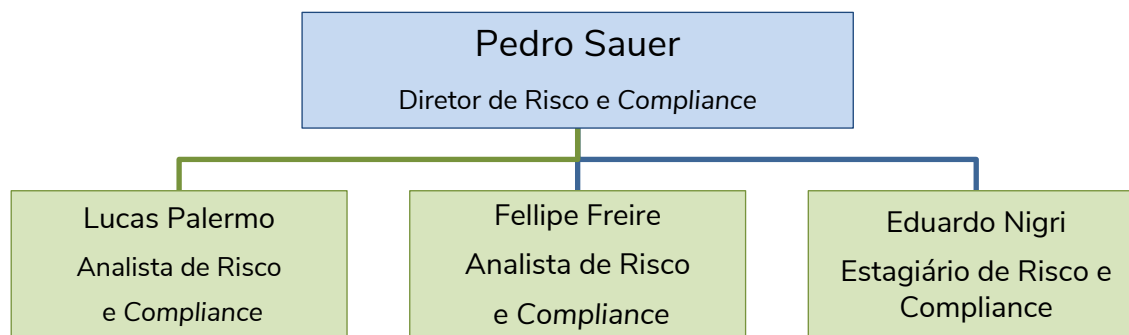 Pedro Sauer
Diretor de Risco e Compliance
Lucas Palermo
Analista de Risco
e Compliance
Fellipe Freire
Analista de Risco
e Compliance
Eduardo Nigri
Estagiário de Risco e
Compliance